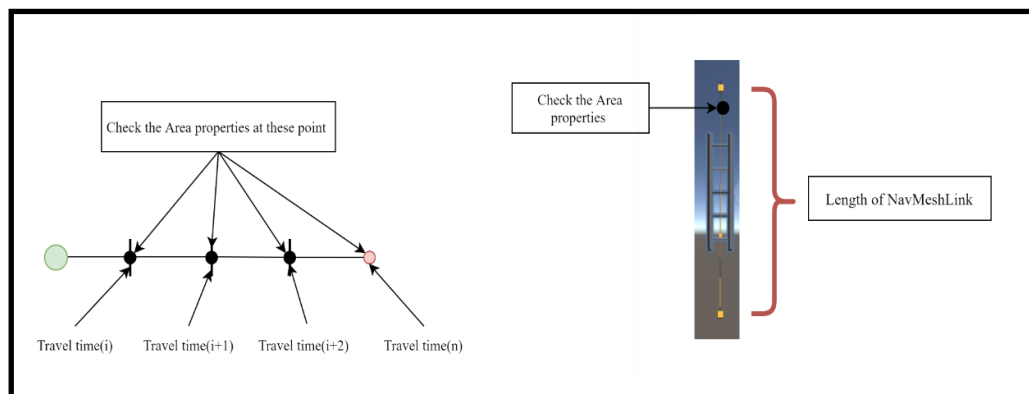 Check the Area properties at these point
Travel time(i)
Travel time(i+1)
Travel time(i+2)
Travel time(n)
Check the Area
properties
Length of NavMeshLink